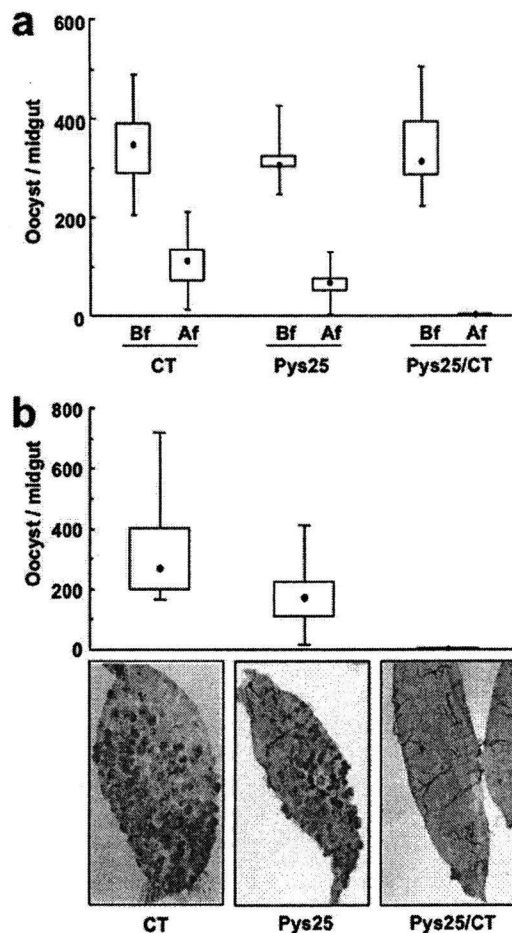 a
600
400
200
0
Oocyst / midgut
Bf Af Bf Af Bf Af
CT Pys25 Pys25/CT
b
800
600
400
200
0
Oocyst / midgut
CT Pys25 Pys25/CT